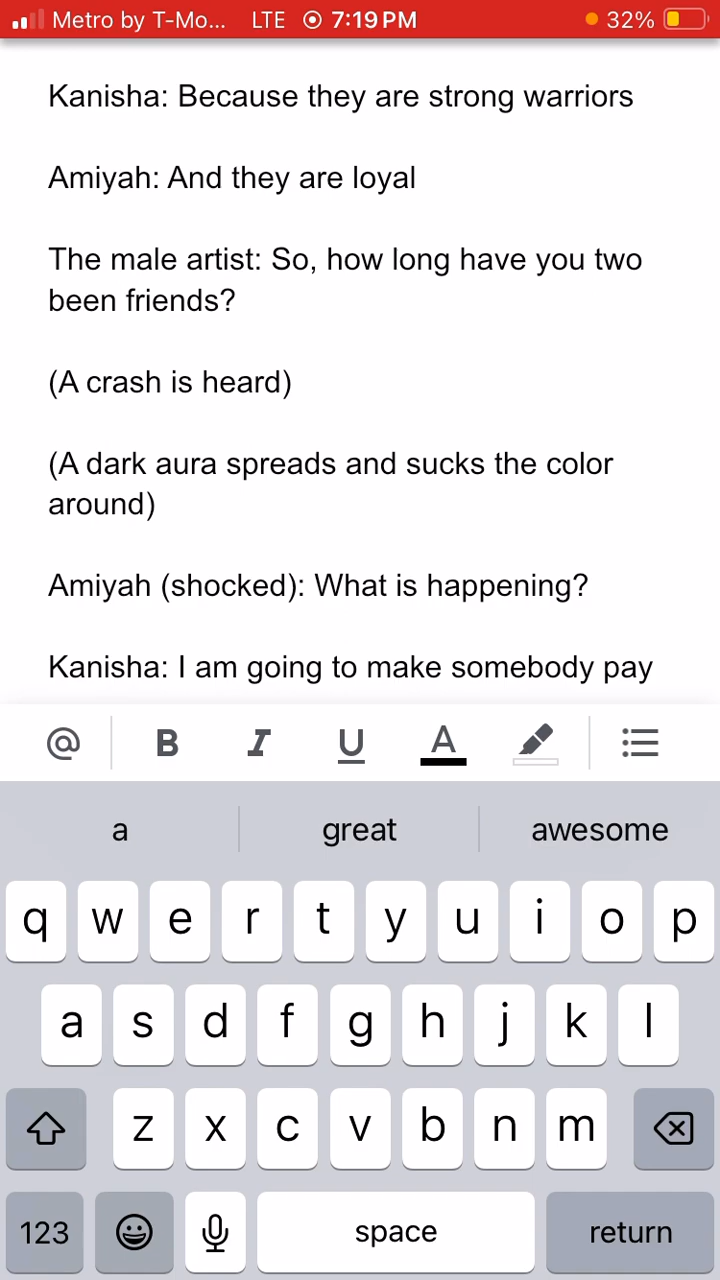 Metro by T-Mo... LTE 7:19 PM 32%
Kanisha: Because they are strong warriors
Amiyah: And they are loyal
The male artist: So, how long have you two
been friends?
(A crash is heard)
(A dark aura spreads and sucks the color
around)
Amiyah (shocked): What is happening?
Kanisha: I am going to make somebody pay
@ B I U A
a great awesome
q w e r t y u i o p
a s d f g h j k l
z x c v b n m
123 space return